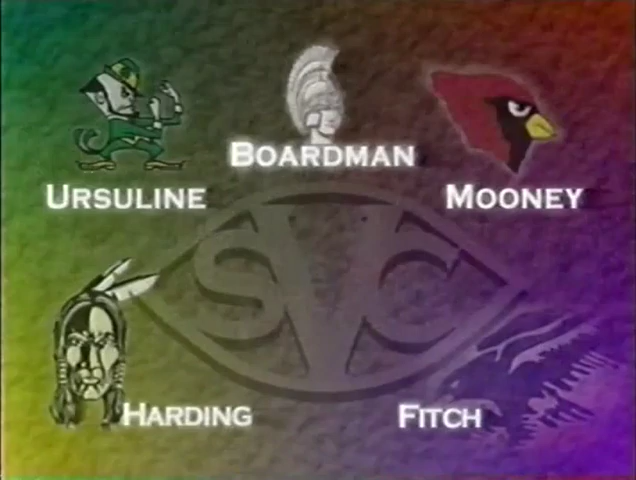 BOARDMAN
URSULINE
MOONEY
SVC
HARDING
FITCH